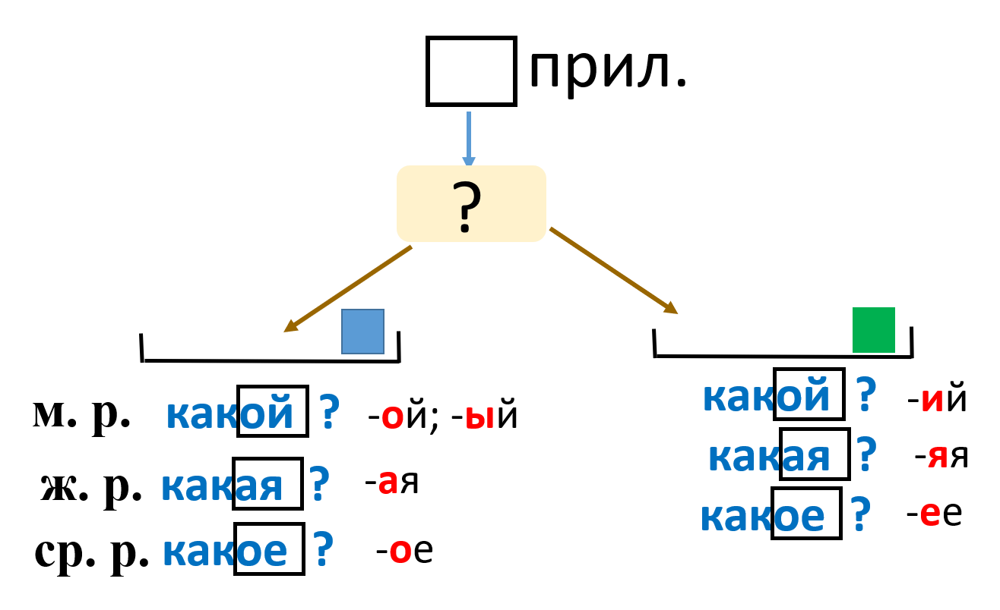 прил.
?
м. р. какой ? -ой; -ый
ж. р. какая ? -ая
ср. р. какое ? -ое
какой ? -ий
какая ? -яя
какое ? -ее